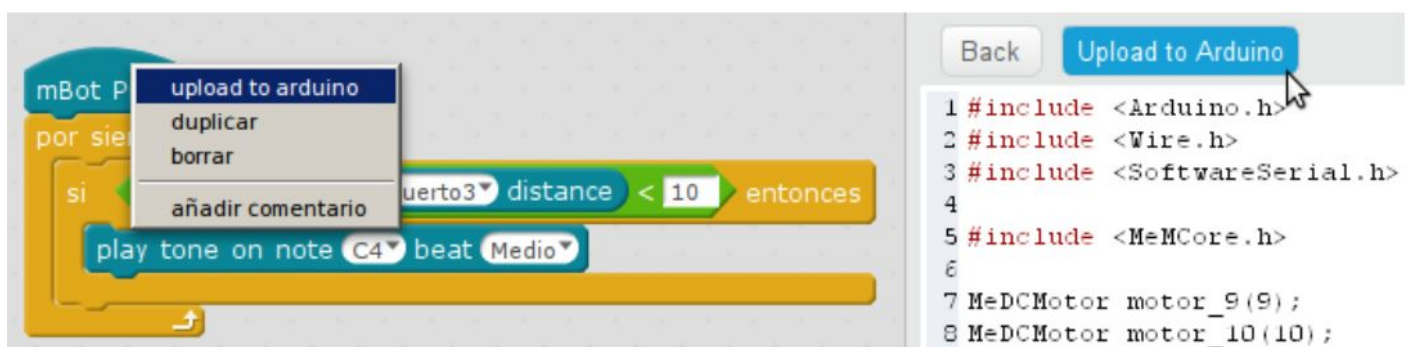 mBot P
por sie
si
uerto3 distance < 10 entonces
play tone on note C4 beat Medio
upload to arduino
duplicar
borrar
añadir comentario
Back
Upload to Arduino
1 #include <Arduino.h>
2 #include <Wire.h>
3 #include <SoftwareSerial.h>
4
5 #include <MeMCore.h>
6
7 MeDCMotor motor_9(9);
8 MeDCMotor motor_10(10);